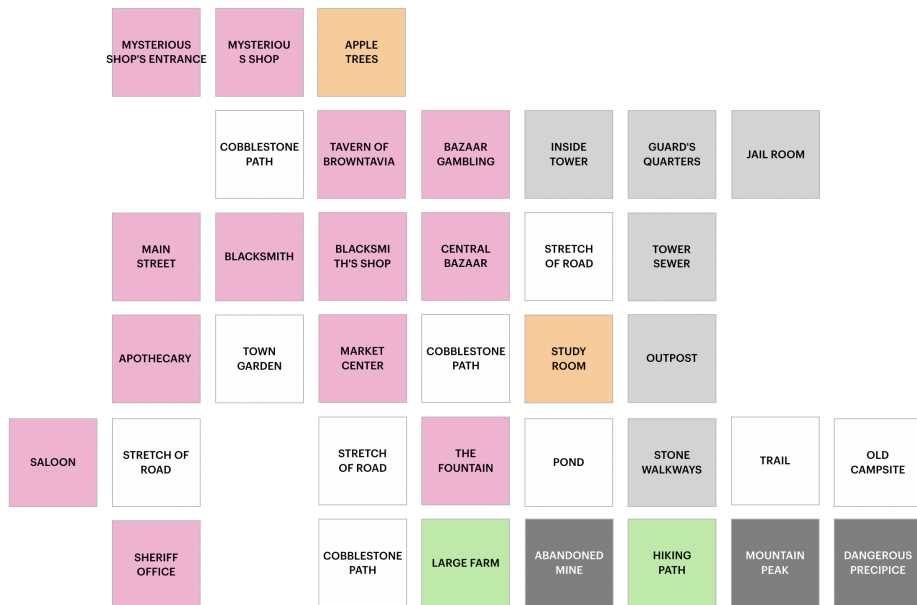 MYSTERIOUS
SHOP'S ENTRANCE
MYSTERIOU
S SHOP
APPLE
TREES
COBBLESTONE
PATH
TAVERN OF
BROWNTAVIA
BAZAAR
GAMBLING
INSIDE
TOWER
GUARD'S
QUARTERS
JAIL ROOM
MAIN
STREET
BLACKSMITH
BLACKSMI
TH'S SHOP
CENTRAL
BAZAAR
STRETCH
OF ROAD
TOWER
SEWER
APOTHECARY
TOWN
GARDEN
MARKET
CENTER
COBBLESTONE
PATH
STUDY
ROOM
OUTPOST
SALOON
STRETCH OF
ROAD
STRETCH
OF ROAD
THE
FOUNTAIN
POND
STONE
WALKWAYS
TRAIL
OLD
CAMPSITE
SHERIFF
OFFICE
COBBLESTONE
PATH
LARGE FARM
ABANDONED
MINE
HIKING
PATH
MOUNTAIN
PEAK
DANGEROUS
PRECIPICE